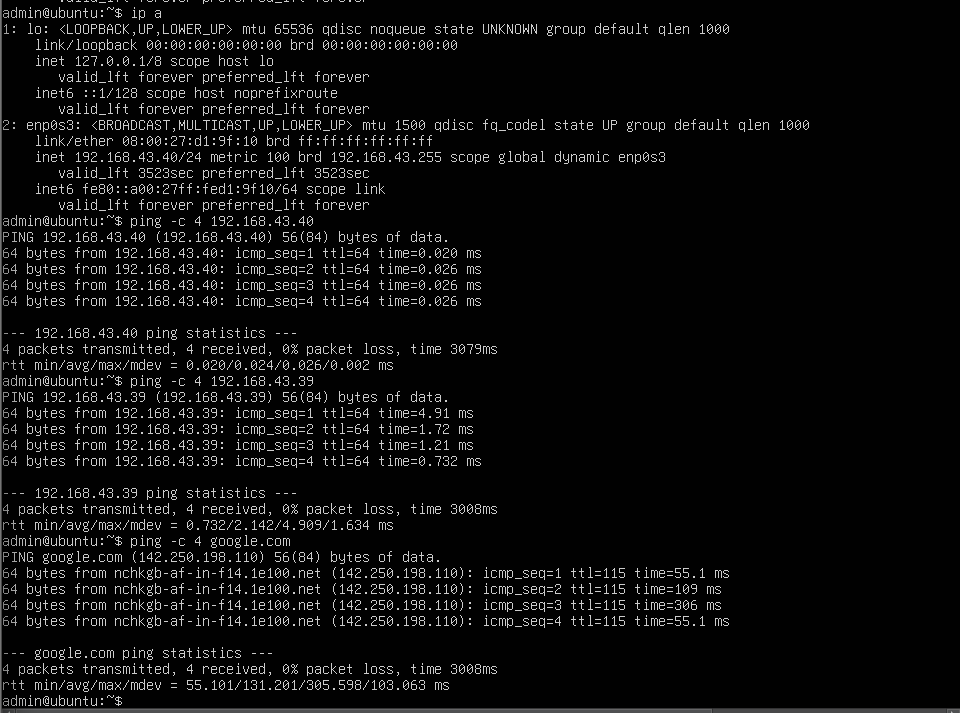 valid_lft forever preferred_lft forever
admin@ubuntu:~$ ip a
1: lo: <LOOPBACK,UP,LOWER_UP> mtu 65536 qdisc noqueue state UNKNOWN group default qlen 1000
    link/loopback 00:00:00:00:00:00 brd 00:00:00:00:00:00
    inet 127.0.0.1/8 scope host lo
       valid_lft forever preferred_lft forever
    inet6 ::1/128 scope host noprefixroute
       valid_lft forever preferred_lft forever
2: enp0s3: <BROADCAST,MULTICAST,UP,LOWER_UP> mtu 1500 qdisc fq_codel state UP group default qlen 1000
    link/ether 08:00:27:d1:9f:10 brd ff:ff:ff:ff:ff:ff
    inet 192.168.43.40/24 metric 100 brd 192.168.43.255 scope global dynamic enp0s3
       valid_lft 3523sec preferred_lft 3523sec
    inet6 fe80::a00:27ff:fed1:9f10/64 scope link
       valid_lft forever preferred_lft forever
admin@ubuntu:~$ ping -c 4 192.168.43.40
PING 192.168.43.40 (192.168.43.40) 56(84) bytes of data.
64 bytes from 192.168.43.40: icmp_seq=1 ttl=64 time=0.020 ms
64 bytes from 192.168.43.40: icmp_seq=2 ttl=64 time=0.026 ms
64 bytes from 192.168.43.40: icmp_seq=3 ttl=64 time=0.026 ms
64 bytes from 192.168.43.40: icmp_seq=4 ttl=64 time=0.026 ms

--- 192.168.43.40 ping statistics ---
4 packets transmitted, 4 received, 0% packet loss, time 3079ms
rtt min/avg/max/mdev = 0.020/0.024/0.026/0.002 ms
admin@ubuntu:~$ ping -c 4 192.168.43.39
PING 192.168.43.39 (192.168.43.39) 56(84) bytes of data.
64 bytes from 192.168.43.39: icmp_seq=1 ttl=64 time=4.91 ms
64 bytes from 192.168.43.39: icmp_seq=2 ttl=64 time=1.72 ms
64 bytes from 192.168.43.39: icmp_seq=3 ttl=64 time=1.21 ms
64 bytes from 192.168.43.39: icmp_seq=4 ttl=64 time=0.732 ms

--- 192.168.43.39 ping statistics ---
4 packets transmitted, 4 received, 0% packet loss, time 3008ms
rtt min/avg/max/mdev = 0.732/2.142/4.909/1.634 ms
admin@ubuntu:~$ ping -c 4 google.com
PING google.com (142.250.198.110) 56(84) bytes of data.
64 bytes from nchkgb-af-in-f14.1e100.net (142.250.198.110): icmp_seq=1 ttl=115 time=55.1 ms
64 bytes from nchkgb-af-in-f14.1e100.net (142.250.198.110): icmp_seq=2 ttl=115 time=109 ms
64 bytes from nchkgb-af-in-f14.1e100.net (142.250.198.110): icmp_seq=3 ttl=115 time=306 ms
64 bytes from nchkgb-af-in-f14.1e100.net (142.250.198.110): icmp_seq=4 ttl=115 time=55.1 ms

--- google.com ping statistics ---
4 packets transmitted, 4 received, 0% packet loss, time 3008ms
rtt min/avg/max/mdev = 55.101/131.201/305.598/103.063 ms
admin@ubuntu:~$